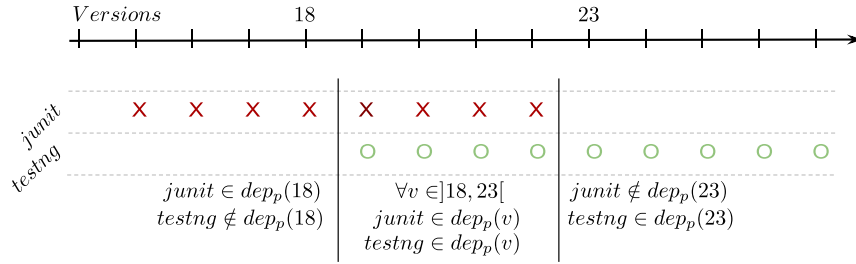 Versions 18 23
junit
testng
X X X X X X X X
O O O O O O O O O
junit ∈ dep_p(18)
testng ∉ dep_p(18)
∀v ∈]18, 23[
junit ∈ dep_p(v)
testng ∈ dep_p(v)
junit ∉ dep_p(23)
testng ∈ dep_p(23)